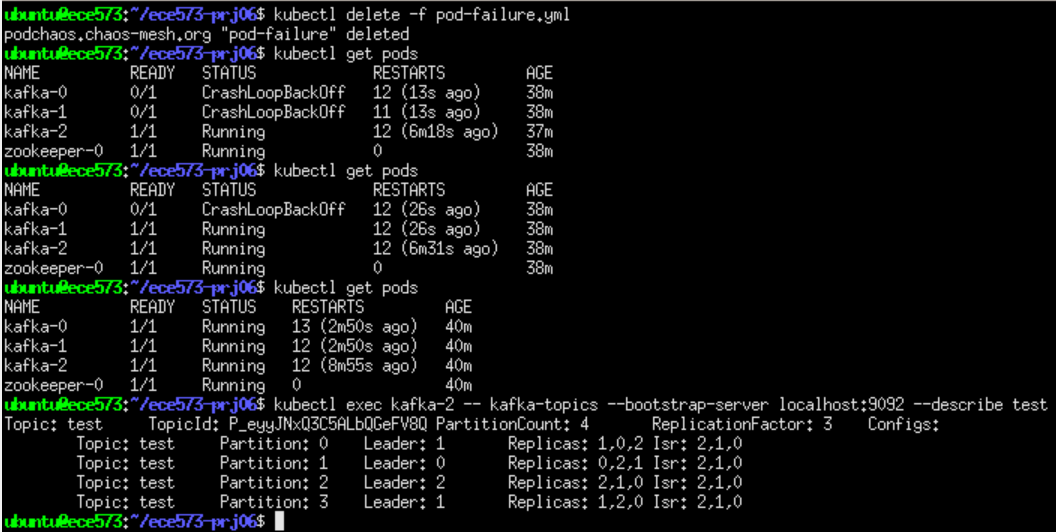 ubuntu@ece573:~/ece573-prj06$ kubectl delete -f pod-failure.yml
podchaos.chaos-mesh.org "pod-failure" deleted
ubuntu@ece573:~/ece573-prj06$ kubectl get pods
NAME READY STATUS RESTARTS AGE
kafka-0 0/1 CrashLoopBackOff 12 (13s ago) 38m
kafka-1 0/1 CrashLoopBackOff 11 (13s ago) 38m
kafka-2 1/1 Running 12 (6m18s ago) 37m
zookeeper-0 1/1 Running 0 38m
ubuntu@ece573:~/ece573-prj06$ kubectl get pods
NAME READY STATUS RESTARTS AGE
kafka-0 0/1 CrashLoopBackOff 12 (26s ago) 38m
kafka-1 1/1 Running 12 (26s ago) 38m
kafka-2 1/1 Running 12 (6m31s ago) 38m
zookeeper-0 1/1 Running 0 38m
ubuntu@ece573:~/ece573-prj06$ kubectl get pods
NAME READY STATUS RESTARTS AGE
kafka-0 1/1 Running 13 (2m50s ago) 40m
kafka-1 1/1 Running 12 (2m50s ago) 40m
kafka-2 1/1 Running 12 (8m55s ago) 40m
zookeeper-0 1/1 Running 0 40m
ubuntu@ece573:~/ece573-prj06$ kubectl exec kafka-2 -- kafka-topics --bootstrap-server localhost:9092 --describe test
Topic: test TopicId: P_eyyJNxQ3C5ALbQGeFV8Q PartitionCount: 4 ReplicationFactor: 3 Configs:
Topic: test Partition: 0 Leader: 1 Replicas: 1,0,2 Isr: 2,1,0
Topic: test Partition: 1 Leader: 0 Replicas: 0,2,1 Isr: 2,1,0
Topic: test Partition: 2 Leader: 2 Replicas: 2,1,0 Isr: 2,1,0
Topic: test Partition: 3 Leader: 1 Replicas: 1,2,0 Isr: 2,1,0
ubuntu@ece573:~/ece573-prj06$